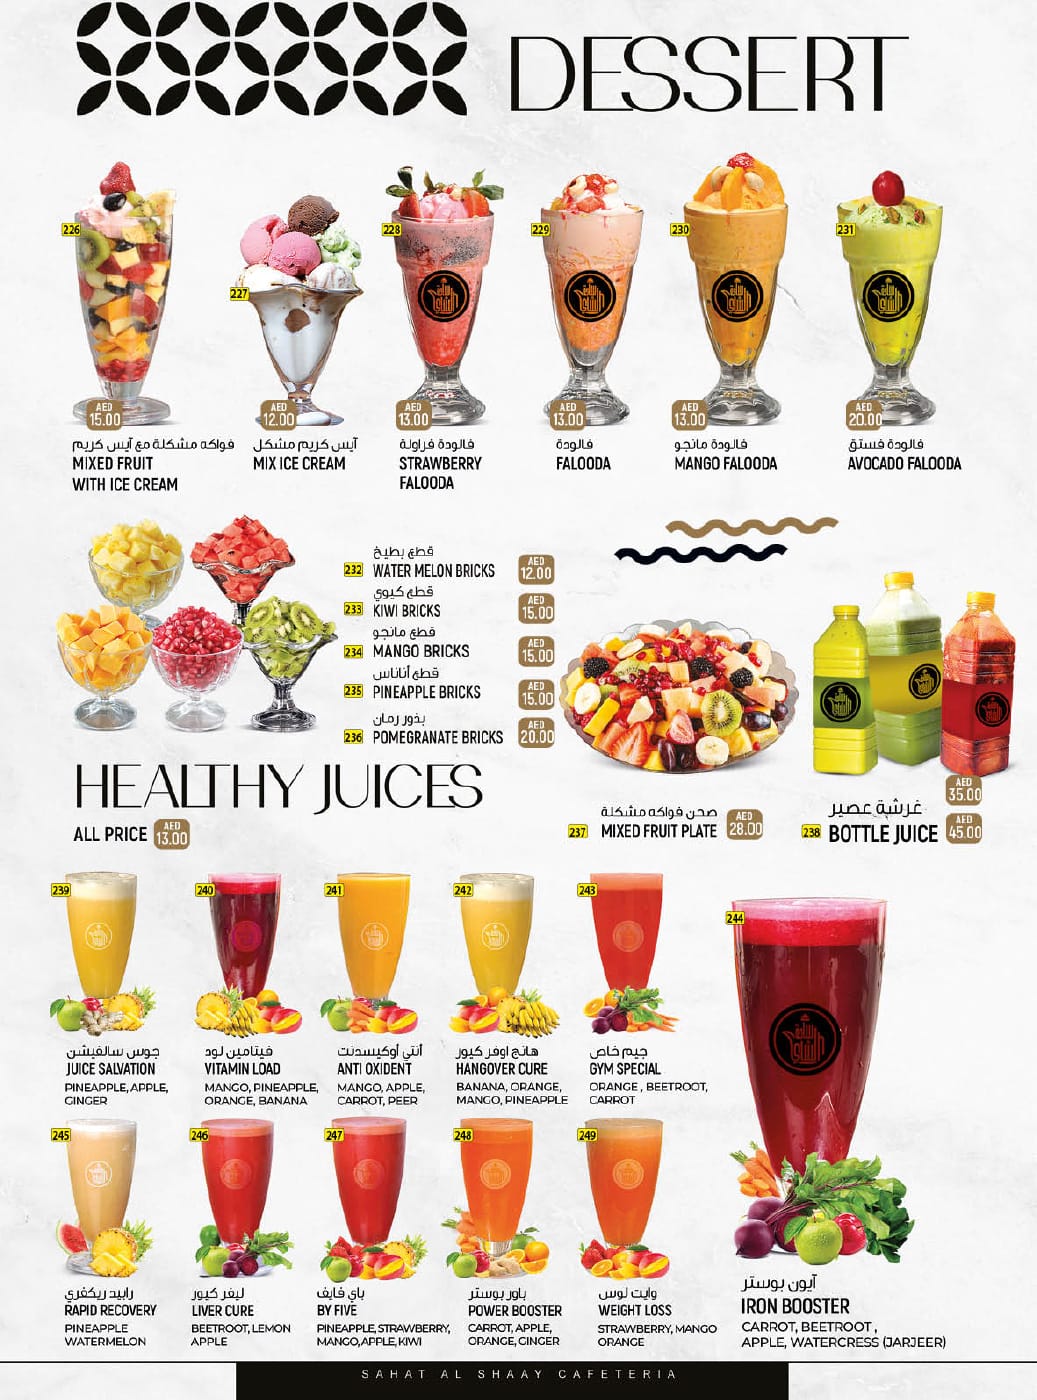 DESSERT
226
227
228
229
230
231
AED
15.00
AED
12.00
AED
13.00
AED
13.00
AED
13.00
AED
20.00
فواكه مشكلة مع آيس كريم
MIXED FRUIT
WITH ICE CREAM
آيس كريم مشكل
MIX ICE CREAM
فالودة فراولة
STRAWBERRY
FALOODA
فالودة
FALOODA
فالودة مانجو
MANGO FALOODA
فالودة فستق
AVOCADO FALOODA
قطع بطيخ
232 WATER MELON BRICKS AED 12.00
قطع كيوي
233 KIWI BRICKS AED 15.00
قطع مانجو
234 MANGO BRICKS AED 15.00
قطع أناناس
235 PINEAPPLE BRICKS AED 15.00
بذور رمان
236 POMEGRANATE BRICKS AED 20.00
صحن فواكه مشكلة
237 MIXED FRUIT PLATE AED 28.00
غرشة عصير
238 BOTTLE JUICE
AED 35.00
AED 45.00
HEALTHY JUICES
ALL PRICE AED 13.00
239
جوس سالفيشن
JUICE SALVATION
PINEAPPLE,APPLE,
GINGER
240
فيتامين لود
VITAMIN LOAD
MANGO, PINEAPPLE,
ORANGE, BANANA
241
أنتي أوكيسدنت
ANTI OXIDENT
MANGO, APPLE,
CARROT, PEER
242
هانج اوفر كيور
HANGOVER CURE
BANANA, ORANGE,
MANGO, PINEAPPLE
243
جيم خاص
GYM SPECIAL
ORANGE , BEETROOT,
CARROT
244
آيون بوستر
IRON BOOSTER
CARROT, BEETROOT ,
APPLE, WATERCRESS (JARJEER)
245
رابيد ريكفري
RAPID RECOVERY
PINEAPPLE
WATERMELON
246
ليفر كيور
LIVER CURE
BEETROOT, LEMON
APPLE
247
باي فايف
BY FIVE
PINEAPPLE, STRAWBERRY,
MANGO,APPLE, KIWI
248
باور بوستر
POWER BOOSTER
CARROT, APPLE,
ORANGE, GINGER
249
وايت لوس
WEIGHT LOSS
STRAWBERRY, MANGO
ORANGE
SAHAT AL SHAAY CAFETERIA